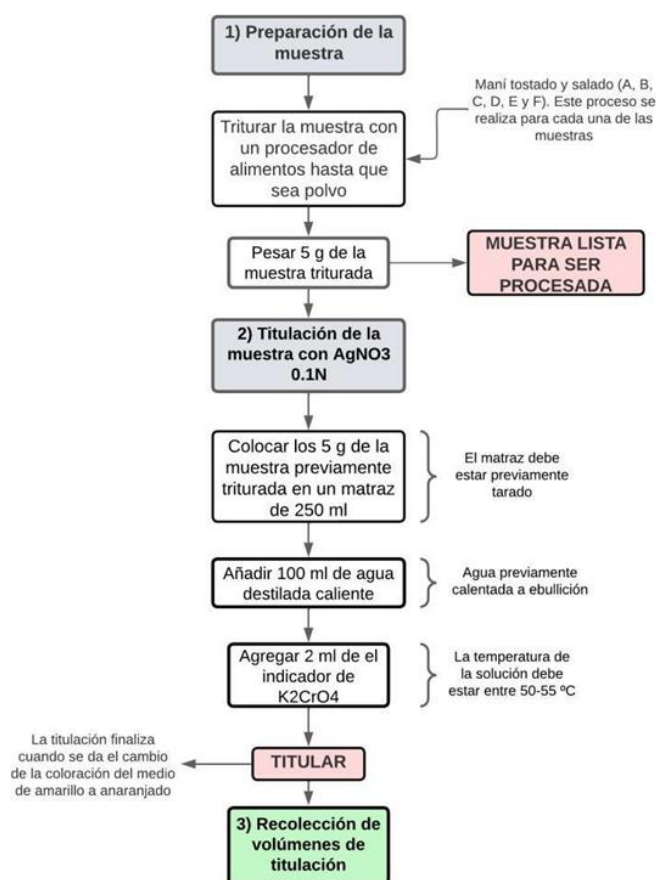 1) Preparación de la
muestra
Maní tostado y salado (A, B,
C, D, E y F). Este proceso se
realiza para cada una de las
muestras
Triturar la muestra con
un procesador de
alimentos hasta que
sea polvo
Pesar 5 g de la
muestra triturada
MUESTRA LISTA
PARA SER
PROCESADA
2) Titulación de la
muestra con AgNO3
0.1N
Colocar los 5 g de la
muestra previamente
triturada en un matraz
de 250 ml
El matraz debe
estar previamente
tarado
Añadir 100 ml de agua
destilada caliente
Agua previamente
calentada a ebullición
Agregar 2 ml de el
indicador de
K2CrO4
La temperatura de
la solución debe
estar entre 50-55 ºC
La titulación finaliza
cuando se da el cambio
de la coloración del medio
de amarillo a anaranjado
TITULAR
3) Recolección de
volúmenes de
titulación